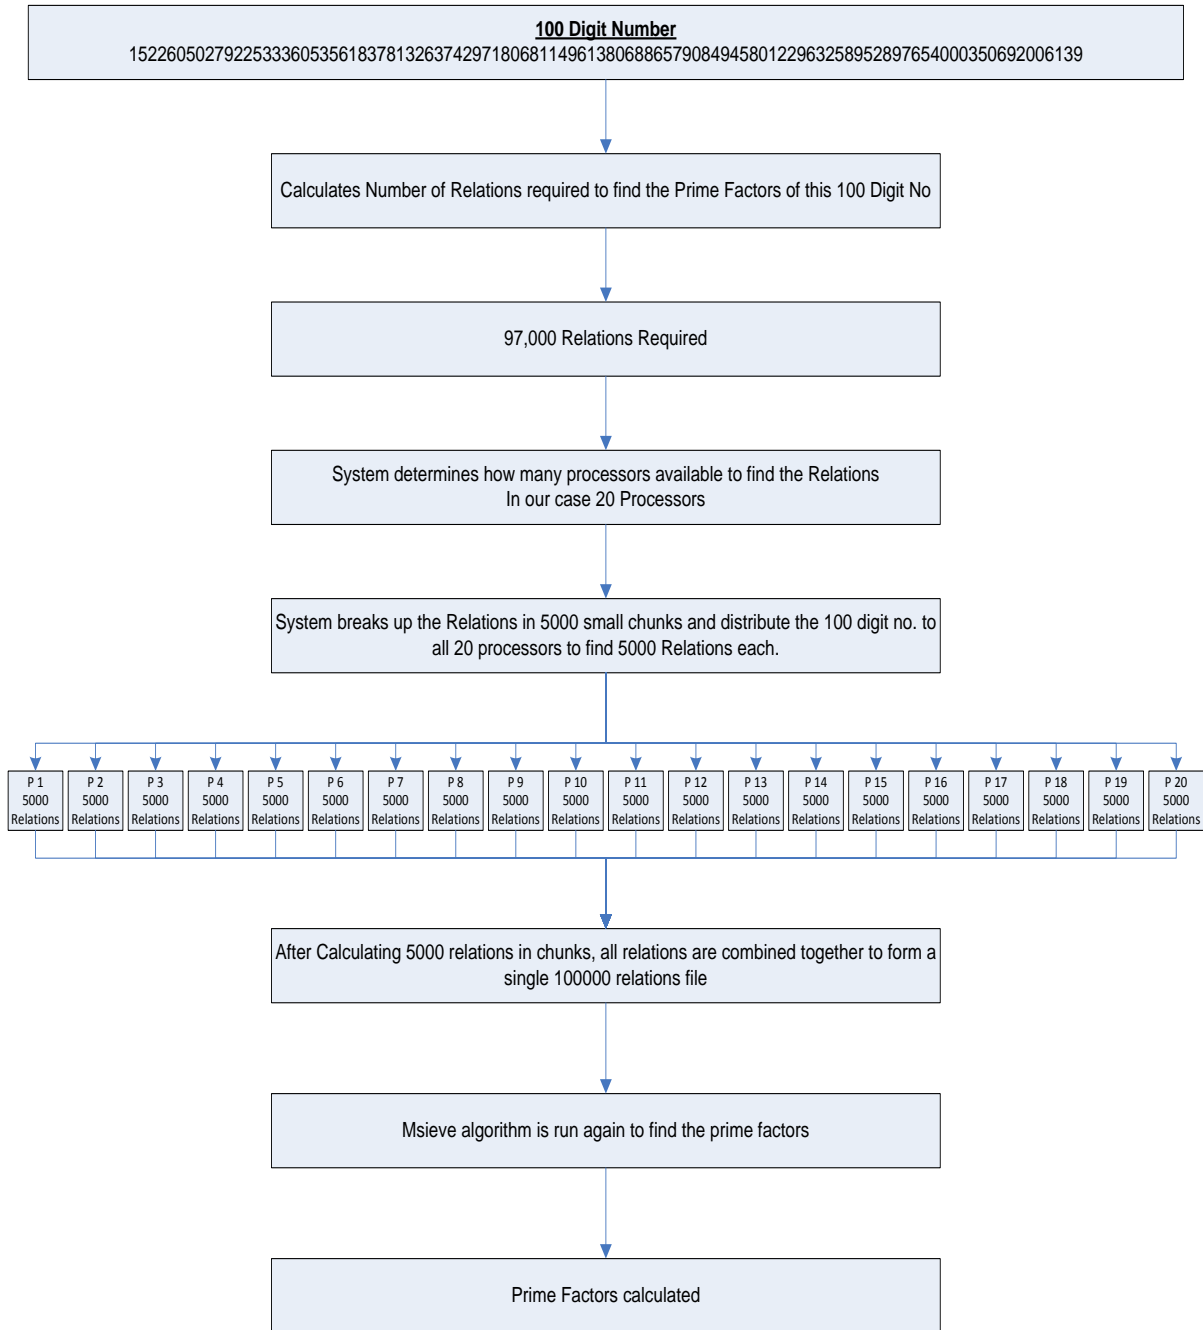 100 Digit Number
1522605027922533360535618378132637429718068114961380688657908494580122963258952897654000350692006139
Calculates Number of Relations required to find the Prime Factors of this 100 Digit No
97,000 Relations Required
System determines how many processors available to find the Relations
In our case 20 Processors
System breaks up the Relations in 5000 small chunks and distribute the 100 digit no. to
all 20 processors to find 5000 Relations each.
P 1
5000
Relations
P 2
5000
Relations
P 3
5000
Relations
P 4
5000
Relations
P 5
5000
Relations
P 6
5000
Relations
P 7
5000
Relations
P 8
5000
Relations
P 9
5000
Relations
P 10
5000
Relations
P 11
5000
Relations
P 12
5000
Relations
P 13
5000
Relations
P 14
5000
Relations
P 15
5000
Relations
P 16
5000
Relations
P 17
5000
Relations
P 18
5000
Relations
P 19
5000
Relations
P 20
5000
Relations
After Calculating 5000 relations in chunks, all relations are combined together to form a
single 100000 relations file
Msieve algorithm is run again to find the prime factors
Prime Factors calculated